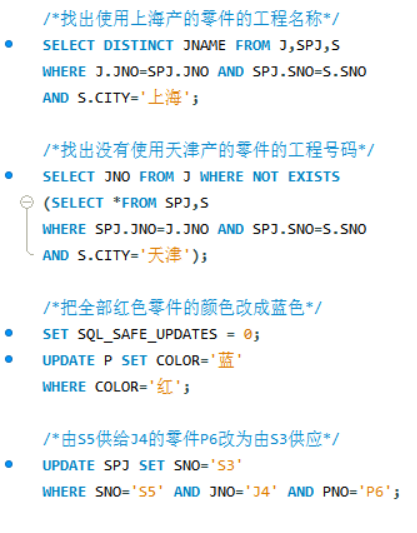 /*找出使用上海产的零件的工程名称*/
SELECT DISTINCT JNAME FROM J,SPJ,S
WHERE J.JNO=SPJ.JNO AND SPJ.SNO=S.SNO
AND S.CITY='上海';
/*找出没有使用天津产的零件的工程号码*/
SELECT JNO FROM J WHERE NOT EXISTS
(SELECT *FROM SPJ,S
WHERE SPJ.JNO=J.JNO AND SPJ.SNO=S.SNO
AND S.CITY='天津');
/*把全部红色零件的颜色改成蓝色*/
SET SQL_SAFE_UPDATES = 0;
UPDATE P SET COLOR='蓝'
WHERE COLOR='红';
/*由S5供给J4的零件P6改为由S3供应*/
UPDATE SPJ SET SNO='S3'
WHERE SNO='S5' AND JNO='J4' AND PNO='P6';